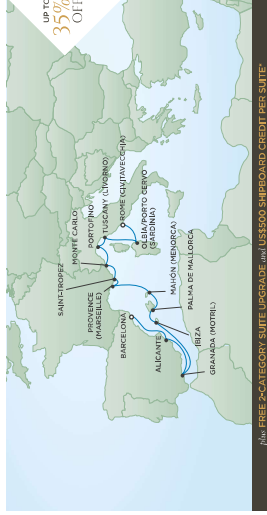 UP TO
35%
OFF
MONTE CARLO
PORTOFINO
TUSCANY (LIVORNO)
ROME (CIVITAVECCHIA)
SAINT-TROPEZ
PROVENCE
(MARSEILLE)
OLBIA/PORTO CERVO
(SARDINIA)
BARCELONA
MAHÓN (MENORCA)
PALMA DE MALLORCA
ALICANTE
IBIZA
GRANADA (MOTRIL)
plus FREE 2-CATEGORY SUITE UPGRADE and US$500 SHIPBOARD CREDIT PER SUITE*